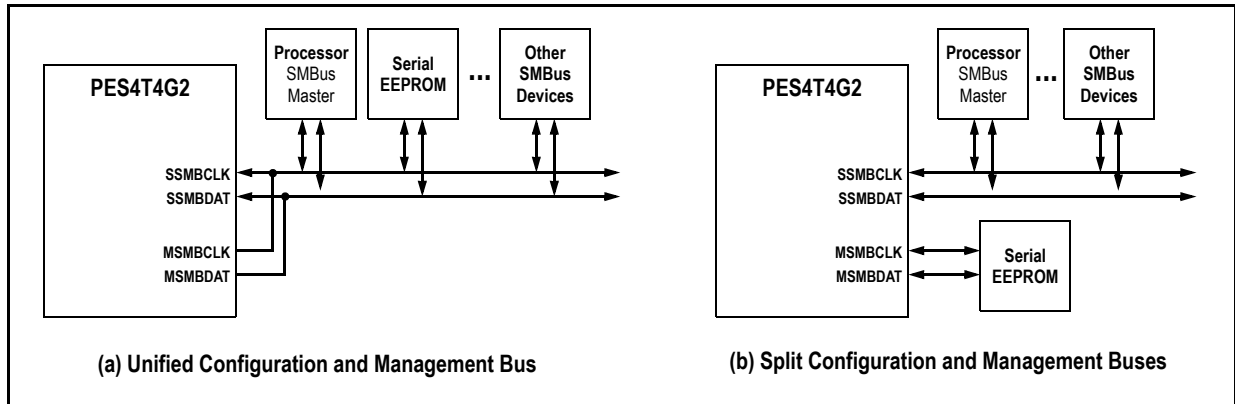 PES4T4G2
Processor
SMBus
Master
Serial
EEPROM
...
Other
SMBus
Devices
SSMBCLK
SSMBDAT
MSMBCLK
MSMBDAT
(a) Unified Configuration and Management Bus
PES4T4G2
Processor
SMBus
Master
...
Other
SMBus
Devices
SSMBCLK
SSMBDAT
MSMBCLK
MSMBDAT
Serial
EEPROM
(b) Split Configuration and Management Buses